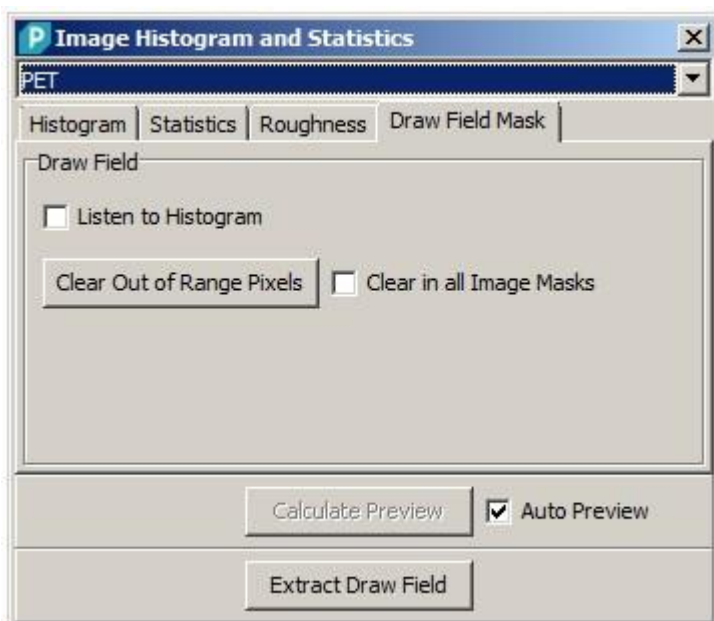 P Image Histogram and Statistics
PET
Histogram Statistics Roughness Draw Field Mask
Draw Field
Listen to Histogram
Clear Out of Range Pixels Clear in all Image Masks
Calculate Preview Auto Preview
Extract Draw Field